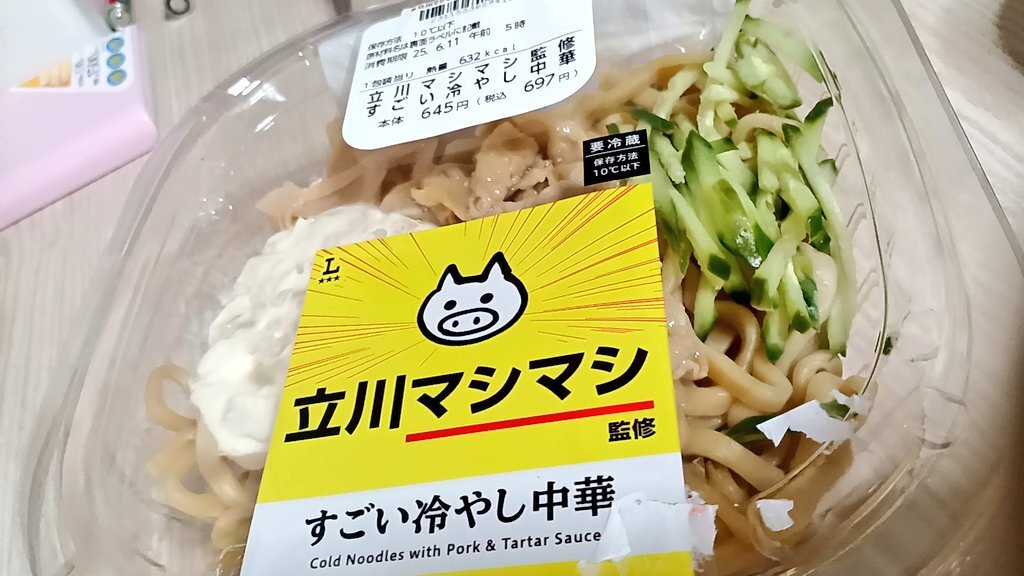 保存方法 10℃以下
原材料名は裏面ラベルに記載
消費期限 25. 6.11 午前 5時
1包装当り 熱量 632kcal
立川マシマシ監修
すごい冷やし中華
本体 645円(税込 697円)
要冷蔵
保存方法
10℃以下
L
立川マシマシ
監修
すごい冷やし中華
Cold Noodles with Pork & Tartar Sauce